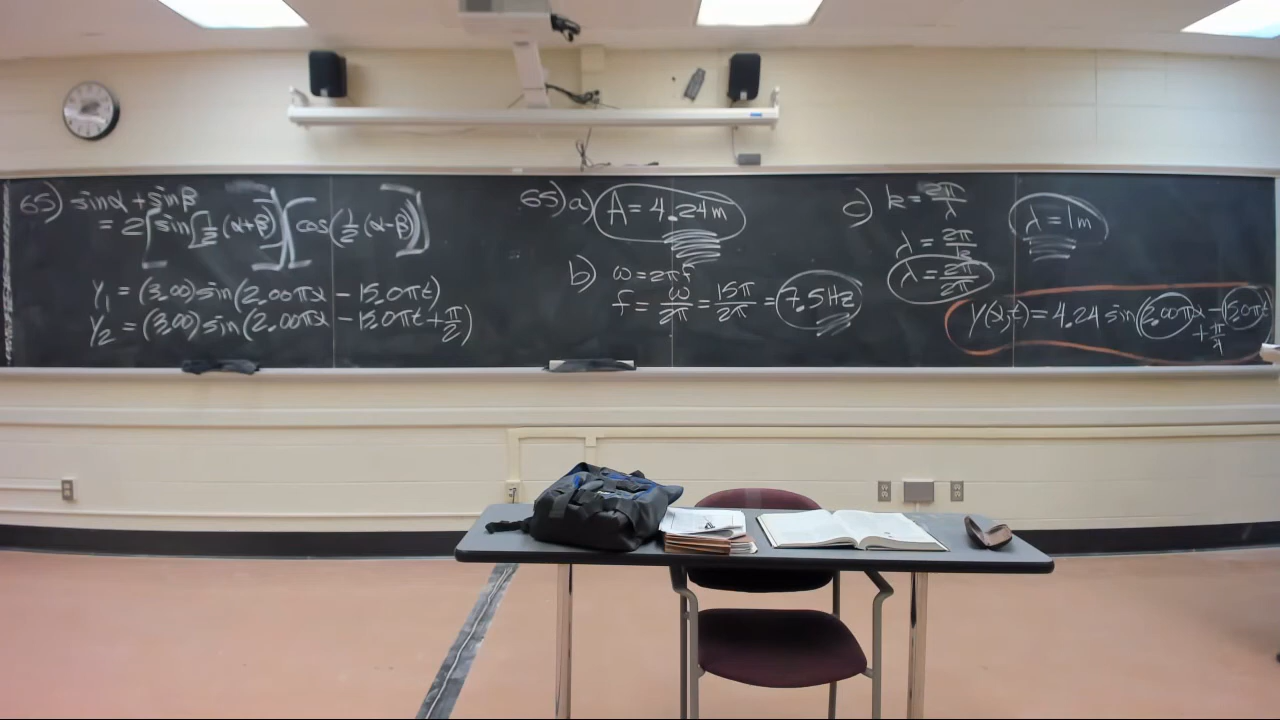 65) sinα + sinβ
= 2[sin[½(α+β)]][cos(½(α-β))]
Y₁ = (3.00)sin(2.00πx - 15.0πt)
Y₂ = (3.00)sin(2.00πx - 15.0πt + π/2)
65) a) A = 4.24m
b) ω = 2πf
f = ω/2π = 15π/2π = 7.5Hz
c) k = 2π/λ
λ = 2π/k
λ = 2π/2π
λ = 1m
Y(x,t) = 4.24 sin(2.00πx - 15.0πt
+ π/4